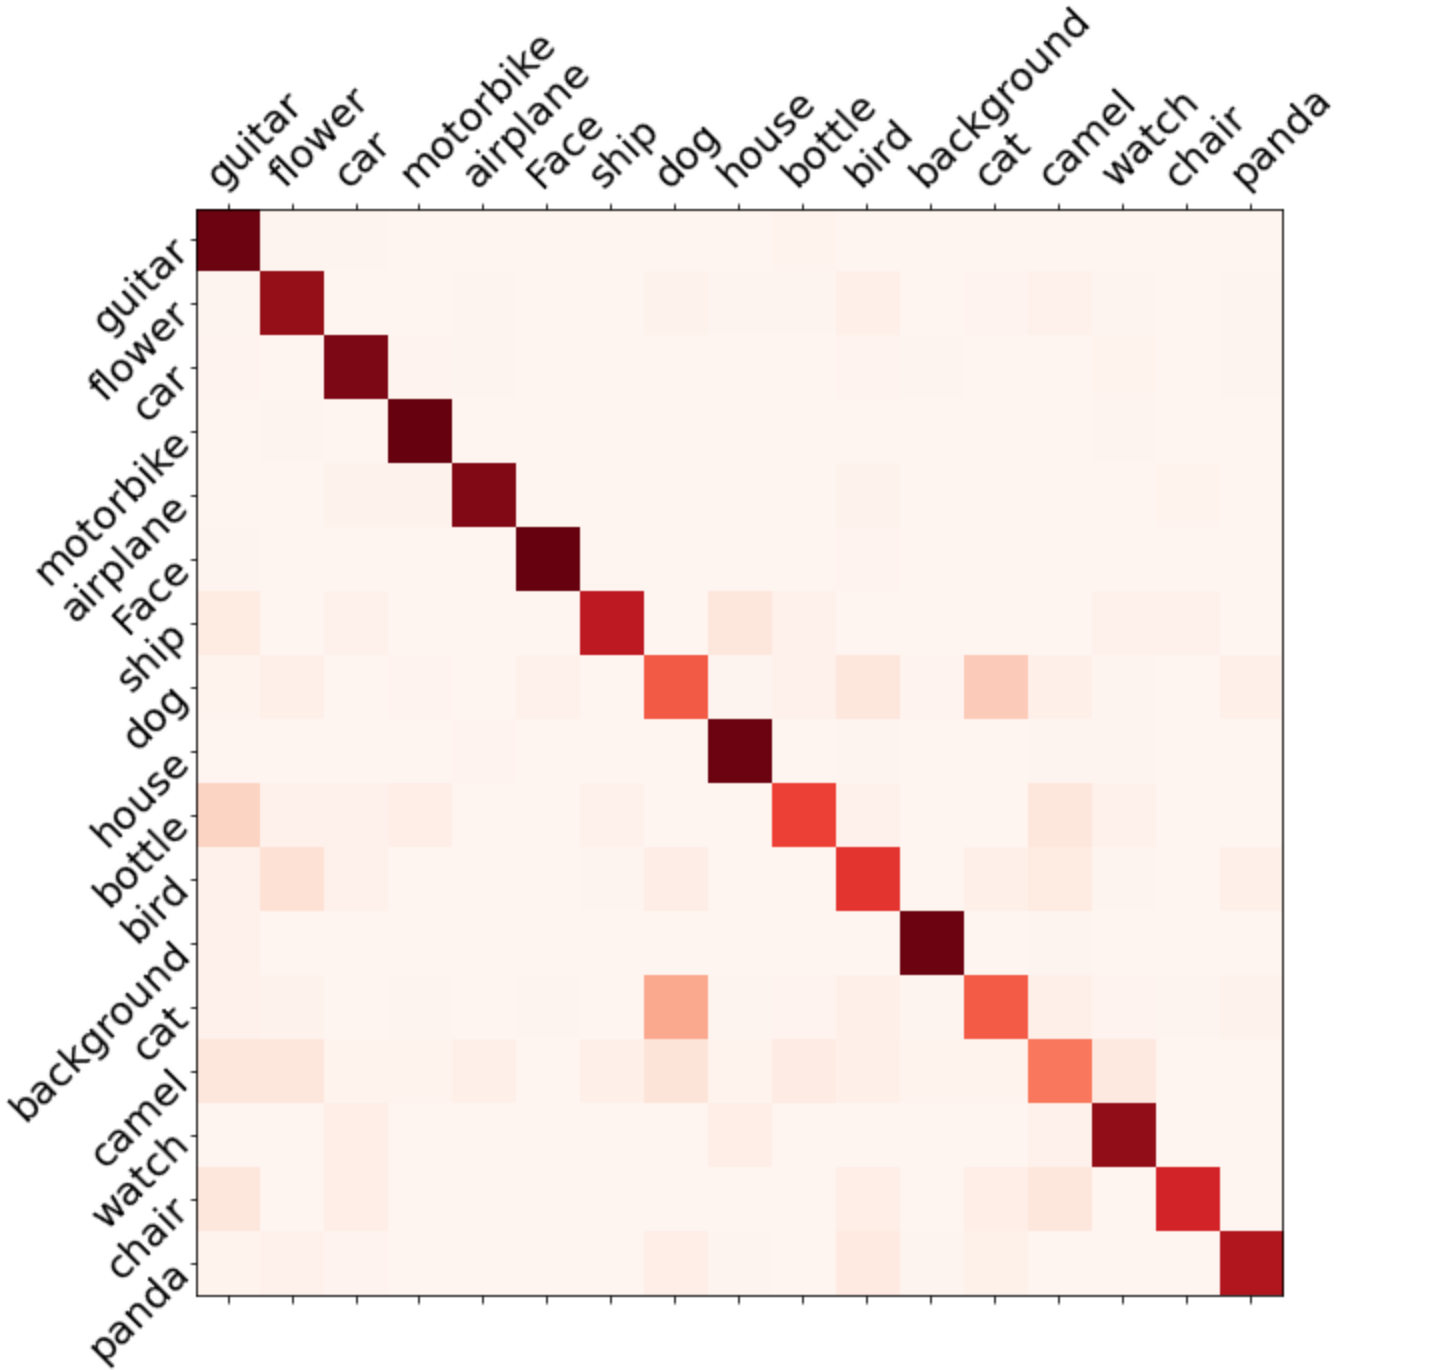 guitar
flower
car
motorbike
airplane
Face
ship
dog
house
bottle
bird
background
cat
camel
watch
chair
panda
guitar
flower
car
motorbike
airplane
Face
ship
dog
house
bottle
bird
background
cat
camel
watch
chair
panda